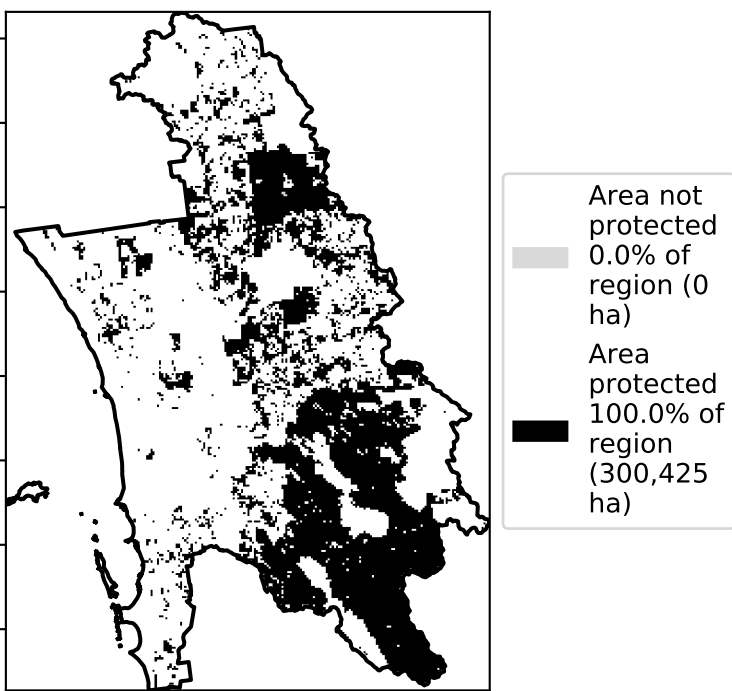 Area not
protected
0.0% of
region (0
ha)
Area
protected
100.0% of
region
(300,425
ha)